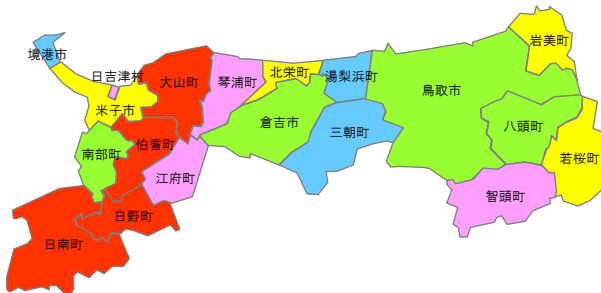 岩美町
境港市
日吉津村
大山町
琴浦町
北栄町
湯梨浜町
鳥取市
米子市
倉吉市
三朝町
八頭町
伯耆町
南部町
若桜町
江府町
智頭町
日野町
日南町